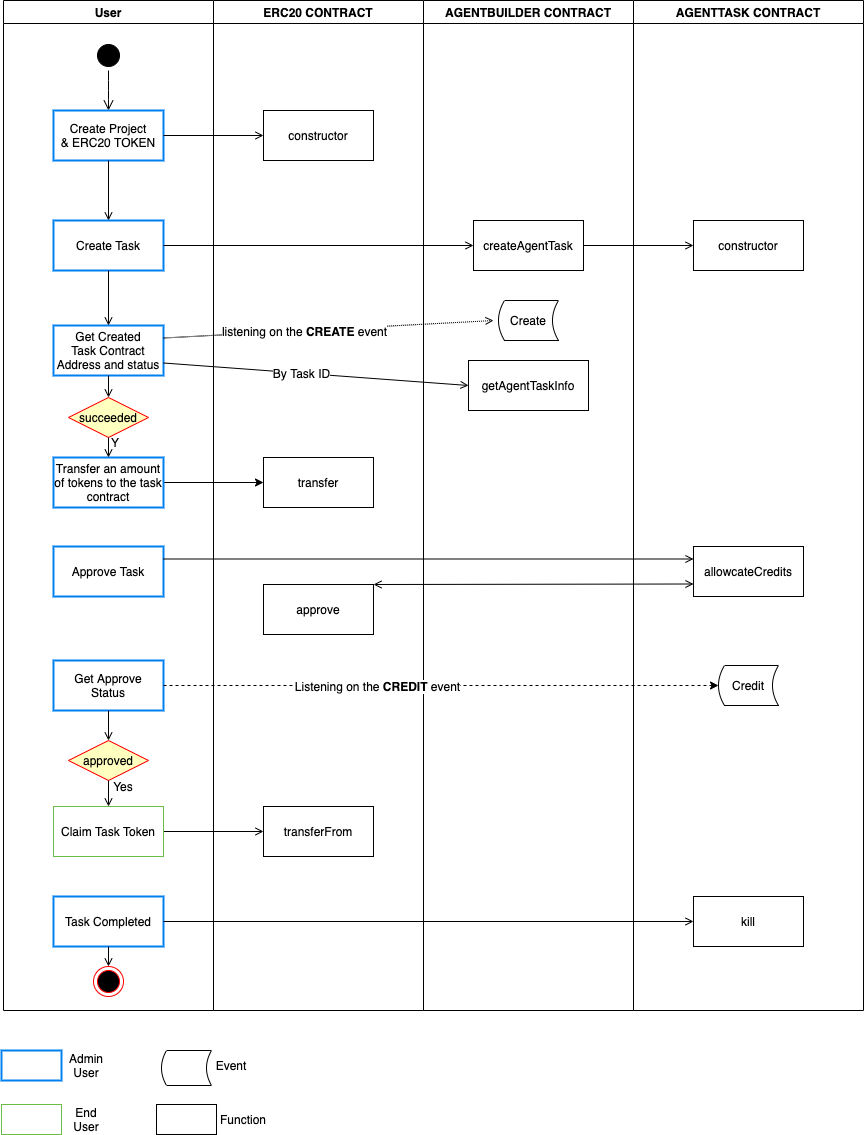 User
ERC20 CONTRACT
AGENTBUILDER CONTRACT
AGENTTASK CONTRACT
Create Project
& ERC20 TOKEN
constructor
Create Task
createAgentTask
constructor
Get Created
Task Contract
Address and status
listening on the CREATE event
Create
By Task ID
getAgentTaskInfo
succeeded
Y
Transfer an amount
of tokens to the task
contract
transfer
Approve Task
allowcateCredits
approve
Get Approve
Status
Listening on the CREDIT event
Credit
approved
Yes
Claim Task Token
transferFrom
Task Completed
kill
Admin
User
Event
End
User
Function